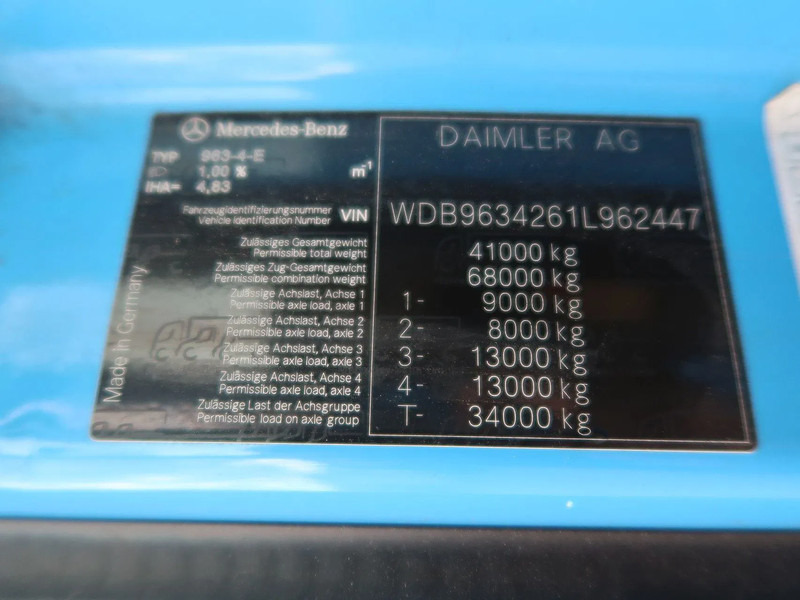 Mercedes-Benz
DAIMLER AG
TYP 963-4-E
1,00 % m-1
IHA= 4,83
Fahrzeugidentifizierungsnummer
Vehicle identification Number
VIN WDB9634261L962447
Zulässiges Gesamtgewicht
Permissible total weight
41000 kg
Zulässiges Zug-Gesamtgewicht
Permissible combination weight
68000 kg
Zulässige Achslast, Achse 1
Permissible axle load, axle 1
1- 9000 kg
Zulässige Achslast, Achse 2
Permissible axle load, axle 2
2- 8000 kg
Zulässige Achslast, Achse 3
Permissible axle load, axle 3
3- 13000 kg
Zulässige Achslast, Achse 4
Permissible axle load, axle 4
4- 13000 kg
Zulässige Last der Achsgruppe
Permissible load on axle group
T- 34000 kg
Made in Germany